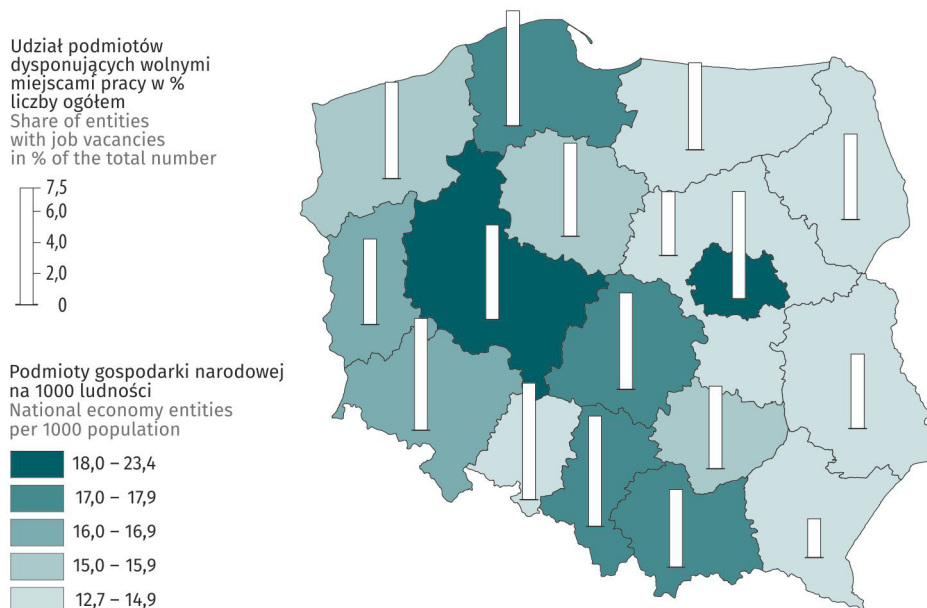 Udział podmiotów
dysponujących wolnymi
miejscami pracy w %
liczby ogółem
Share of entities
with job vacancies
in % of the total number
7,5
6,0
4,0
2,0
0
Podmioty gospodarki narodowej
na 1000 ludności
National economy entities
per 1000 population
18,0 – 23,4
17,0 – 17,9
16,0 – 16,9
15,0 – 15,9
12,7 – 14,9